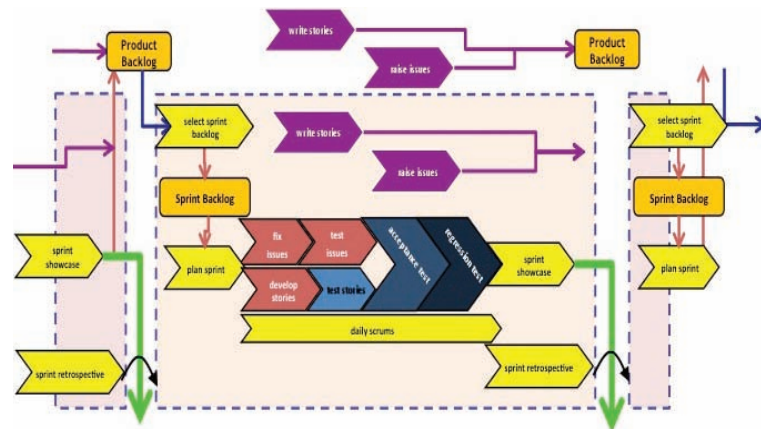 Product
Backlog
write stories
raise issues
Product
Backlog
select sprint
backlog
write stories
raise issues
select sprint
backlog
Sprint Backlog
Sprint Backlog
sprint
showcase
plan sprint
fix
issues
test
issues
develop
stories
test stories
acceptance test
regression test
sprint
showcase
plan sprint
daily scrums
sprint retrospective
sprint retrospective